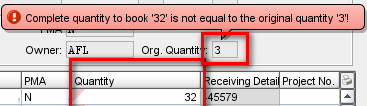 Complete quantity to book '32' is not equal to the original quantity '3'!
Owner: AFL Org. Quantity: 3
PMA Quantity Receiving Detail Project No.
N 32 45579